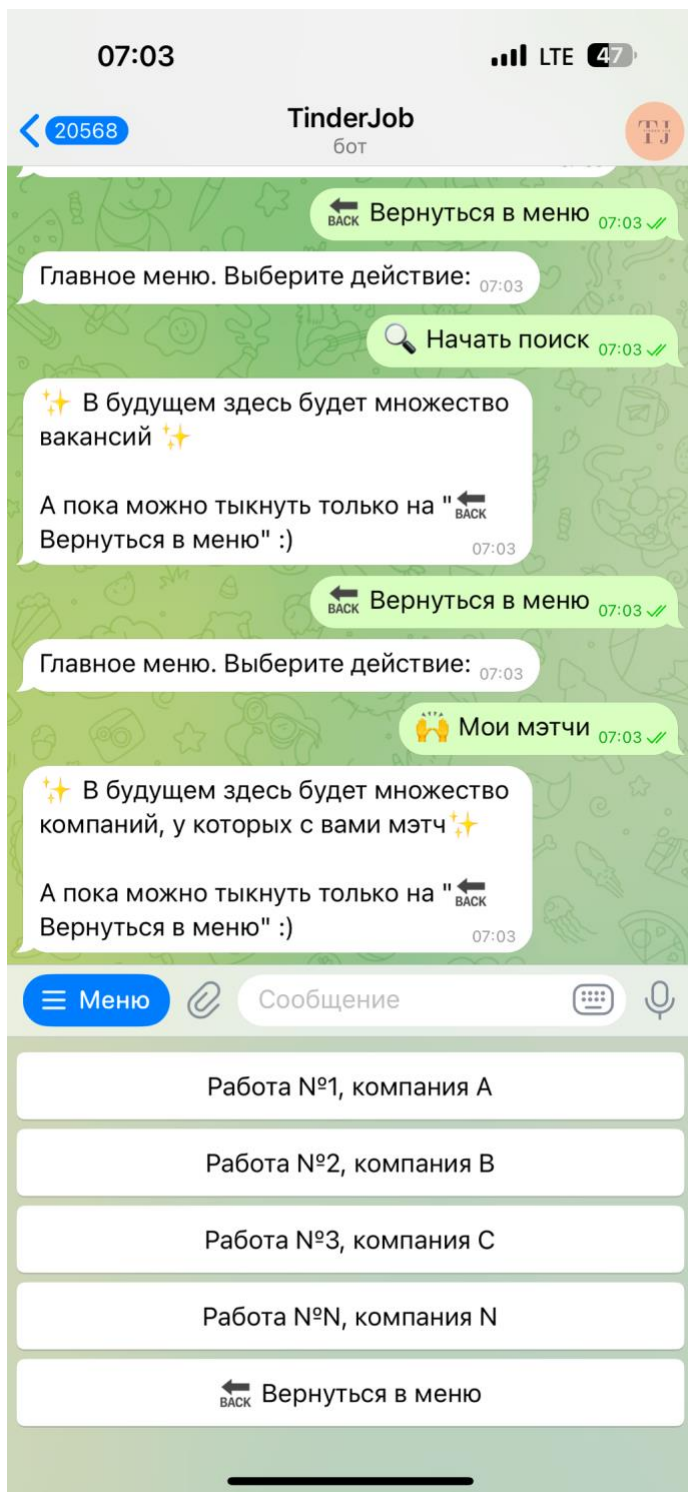 07:03
LTE 47
20568
TinderJob
бот
TJ
BACK Вернуться в меню 07:03
Главное меню. Выберите действие: 07:03
Начать поиск 07:03
В будущем здесь будет множество
вакансий
А пока можно тыкнуть только на "BACK
Вернуться в меню" :) 07:03
BACK Вернуться в меню 07:03
Главное меню. Выберите действие: 07:03
Мои мэтчи 07:03
В будущем здесь будет множество
компаний, у которых с вами мэтч
А пока можно тыкнуть только на "BACK
Вернуться в меню" :) 07:03
Меню
Сообщение
Работа №1, компания A
Работа №2, компания B
Работа №3, компания C
Работа №N, компания N
BACK Вернуться в меню